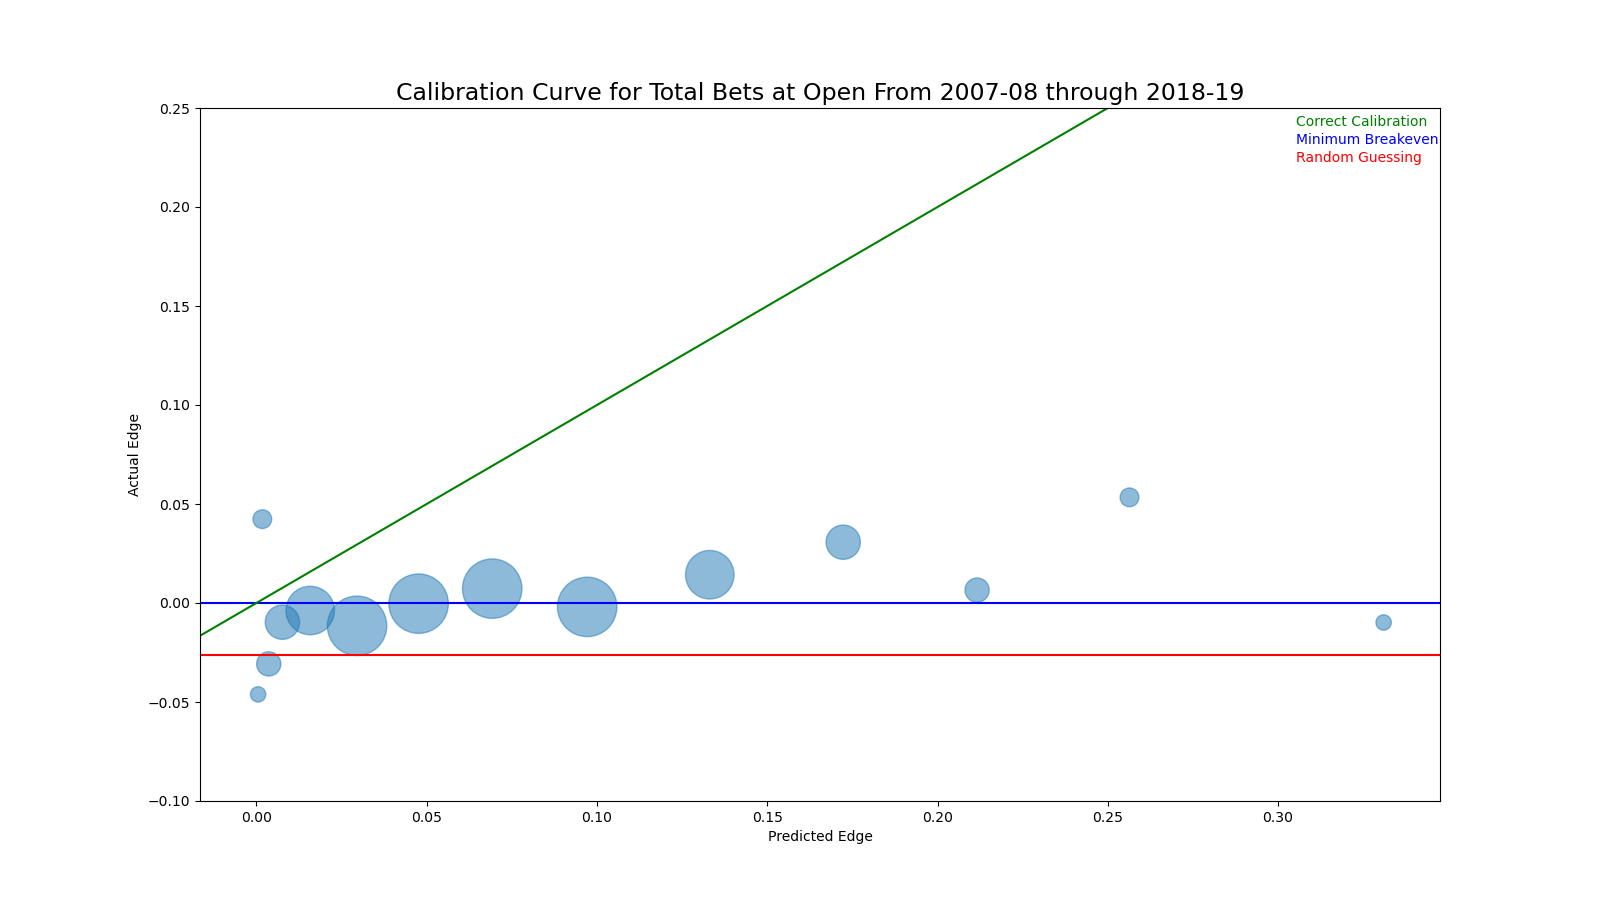 Calibration Curve for Total Bets at Open From 2007-08 through 2018-19
Correct Calibration
Minimum Breakeven
Random Guessing
0.25
0.20
0.15
0.10
0.05
0.00
−0.05
−0.10
Actual Edge
0.00 0.05 0.10 0.15 0.20 0.25 0.30
Predicted Edge